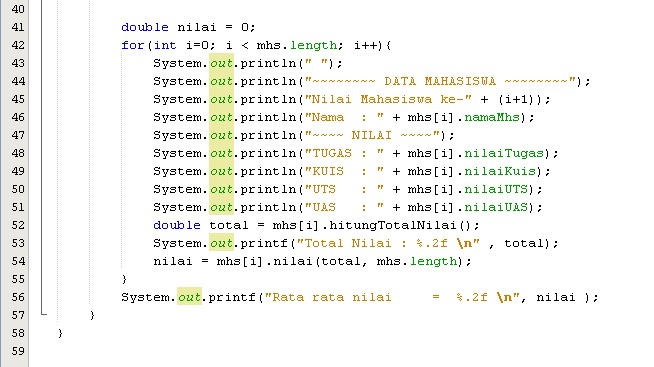 40
41 double nilai = 0;
42 for(int i=0; i < mhs.length; i++){
43 System.out.println(" ");
44 System.out.println("~~~~~~~~ DATA MAHASISWA ~~~~~~~~");
45 System.out.println("Nilai Mahasiswa ke-" + (i+1));
46 System.out.println("Nama  : " + mhs[i].namaMhs);
47 System.out.println("~~~~ NILAI ~~~~");
48 System.out.println("TUGAS : " + mhs[i].nilaiTugas);
49 System.out.println("KUIS  : " + mhs[i].nilaiKuis);
50 System.out.println("UTS   : " + mhs[i].nilaiUTS);
51 System.out.println("UAS   : " + mhs[i].nilaiUAS);
52 double total = mhs[i].hitungTotalNilai();
53 System.out.printf("Total Nilai : %.2f \n" , total);
54 nilai = mhs[i].nilai(total, mhs.length);
55 }
56 System.out.printf("Rata rata nilai     =  %.2f \n", nilai );
57 }
58 }
59